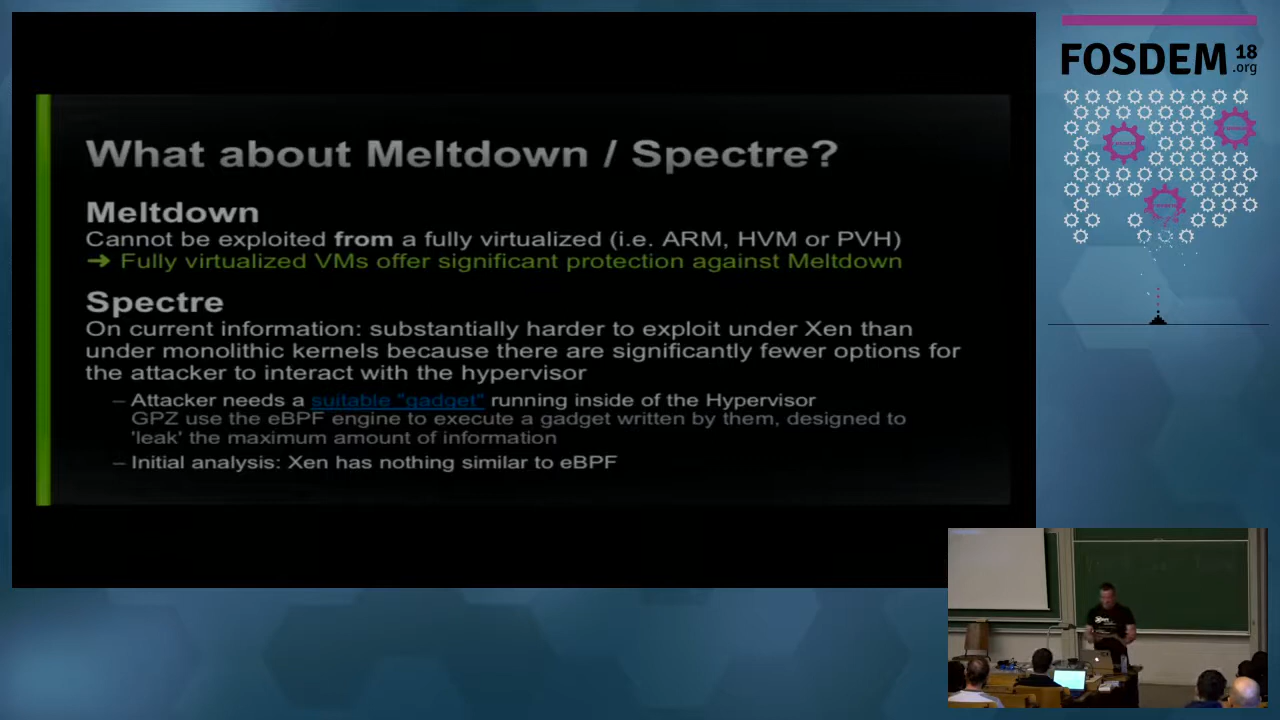 What about Meltdown / Spectre?
Meltdown
Cannot be exploited from a fully virtualized (i.e. ARM, HVM or PVH)
➔ Fully virtualized VMs offer significant protection against Meltdown
Spectre
On current information: substantially harder to exploit under Xen than
under monolithic kernels because there are significantly fewer options for
the attacker to interact with the hypervisor
– Attacker needs a suitable "gadget" running inside of the Hypervisor
GPZ use the eBPF engine to execute a gadget written by them, designed to
'leak' the maximum amount of information
– Initial analysis: Xen has nothing similar to eBPF
FOSDEM 18
.org